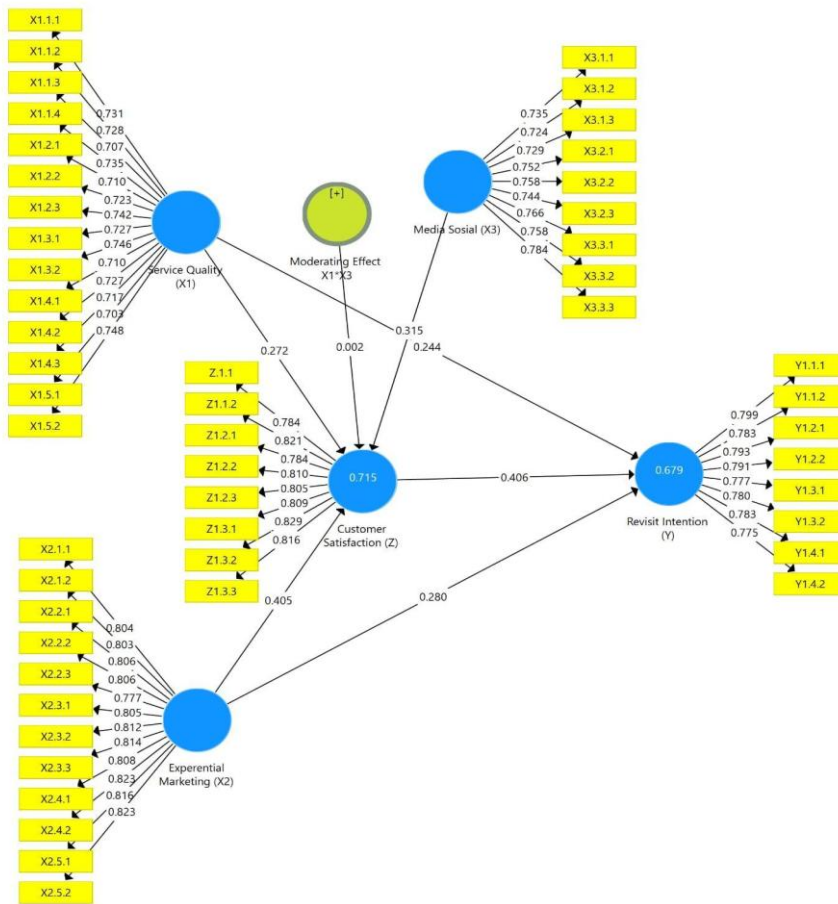 X1.1.1
X1.1.2
X1.1.3
X1.1.4
X1.2.1
X1.2.2
X1.2.3
X1.3.1
X1.3.2
X1.4.1
X1.4.2
X1.4.3
X1.5.1
X1.5.2
0.731
0.728
0.707
0.735
0.710
0.723
0.742
0.727
0.746
0.710
0.727
0.717
0.703
0.748
Service Quality
(X1)
[+]
Moderating Effect
X1*X3
Media Sosial (X3)
0.735
0.724
0.729
0.752
0.758
0.744
0.766
0.758
0.784
X3.1.1
X3.1.2
X3.1.3
X3.2.1
X3.2.2
X3.2.3
X3.3.1
X3.3.2
X3.3.3
0.272
0.002
0.315
0.244
Z.1.1
Z1.1.2
Z1.2.1
Z1.2.2
Z1.2.3
Z1.3.1
Z1.3.2
Z1.3.3
0.784
0.821
0.784
0.810
0.805
0.809
0.829
0.816
0.715
Customer
Satisfaction (Z)
0.406
0.679
Revisit Intention
(Y)
0.799
0.783
0.793
0.791
0.777
0.780
0.783
0.775
Y1.1.1
Y1.1.2
Y1.2.1
Y1.2.2
Y1.3.1
Y1.3.2
Y1.4.1
Y1.4.2
0.405
0.280
X2.1.1
X2.1.2
X2.2.1
X2.2.2
X2.2.3
X2.3.1
X2.3.2
X2.3.3
X2.4.1
X2.4.2
X2.5.1
X2.5.2
0.804
0.803
0.806
0.806
0.777
0.805
0.812
0.814
0.808
0.823
0.816
0.823
Experential
Marketing (X2)